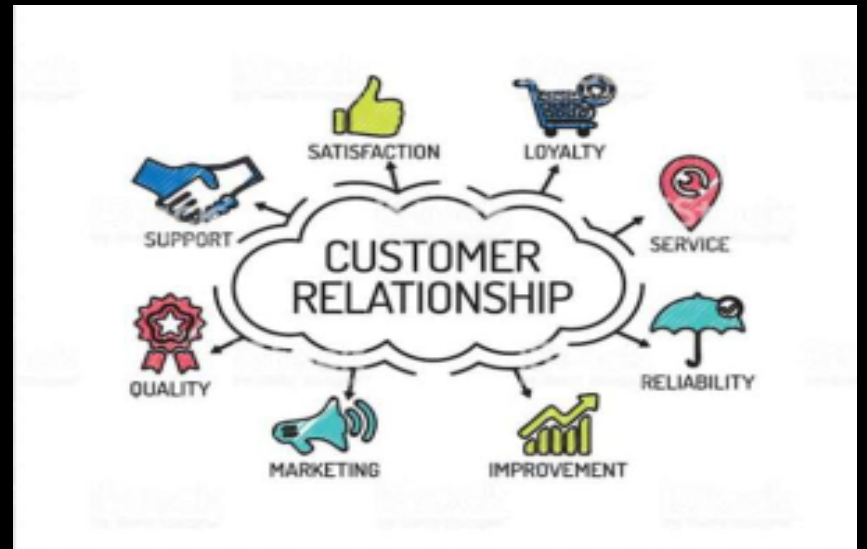 SATISFACTION
LOYALTY
SUPPORT
SERVICE
CUSTOMER
RELATIONSHIP
QUALITY
RELIABILITY
MARKETING
IMPROVEMENT